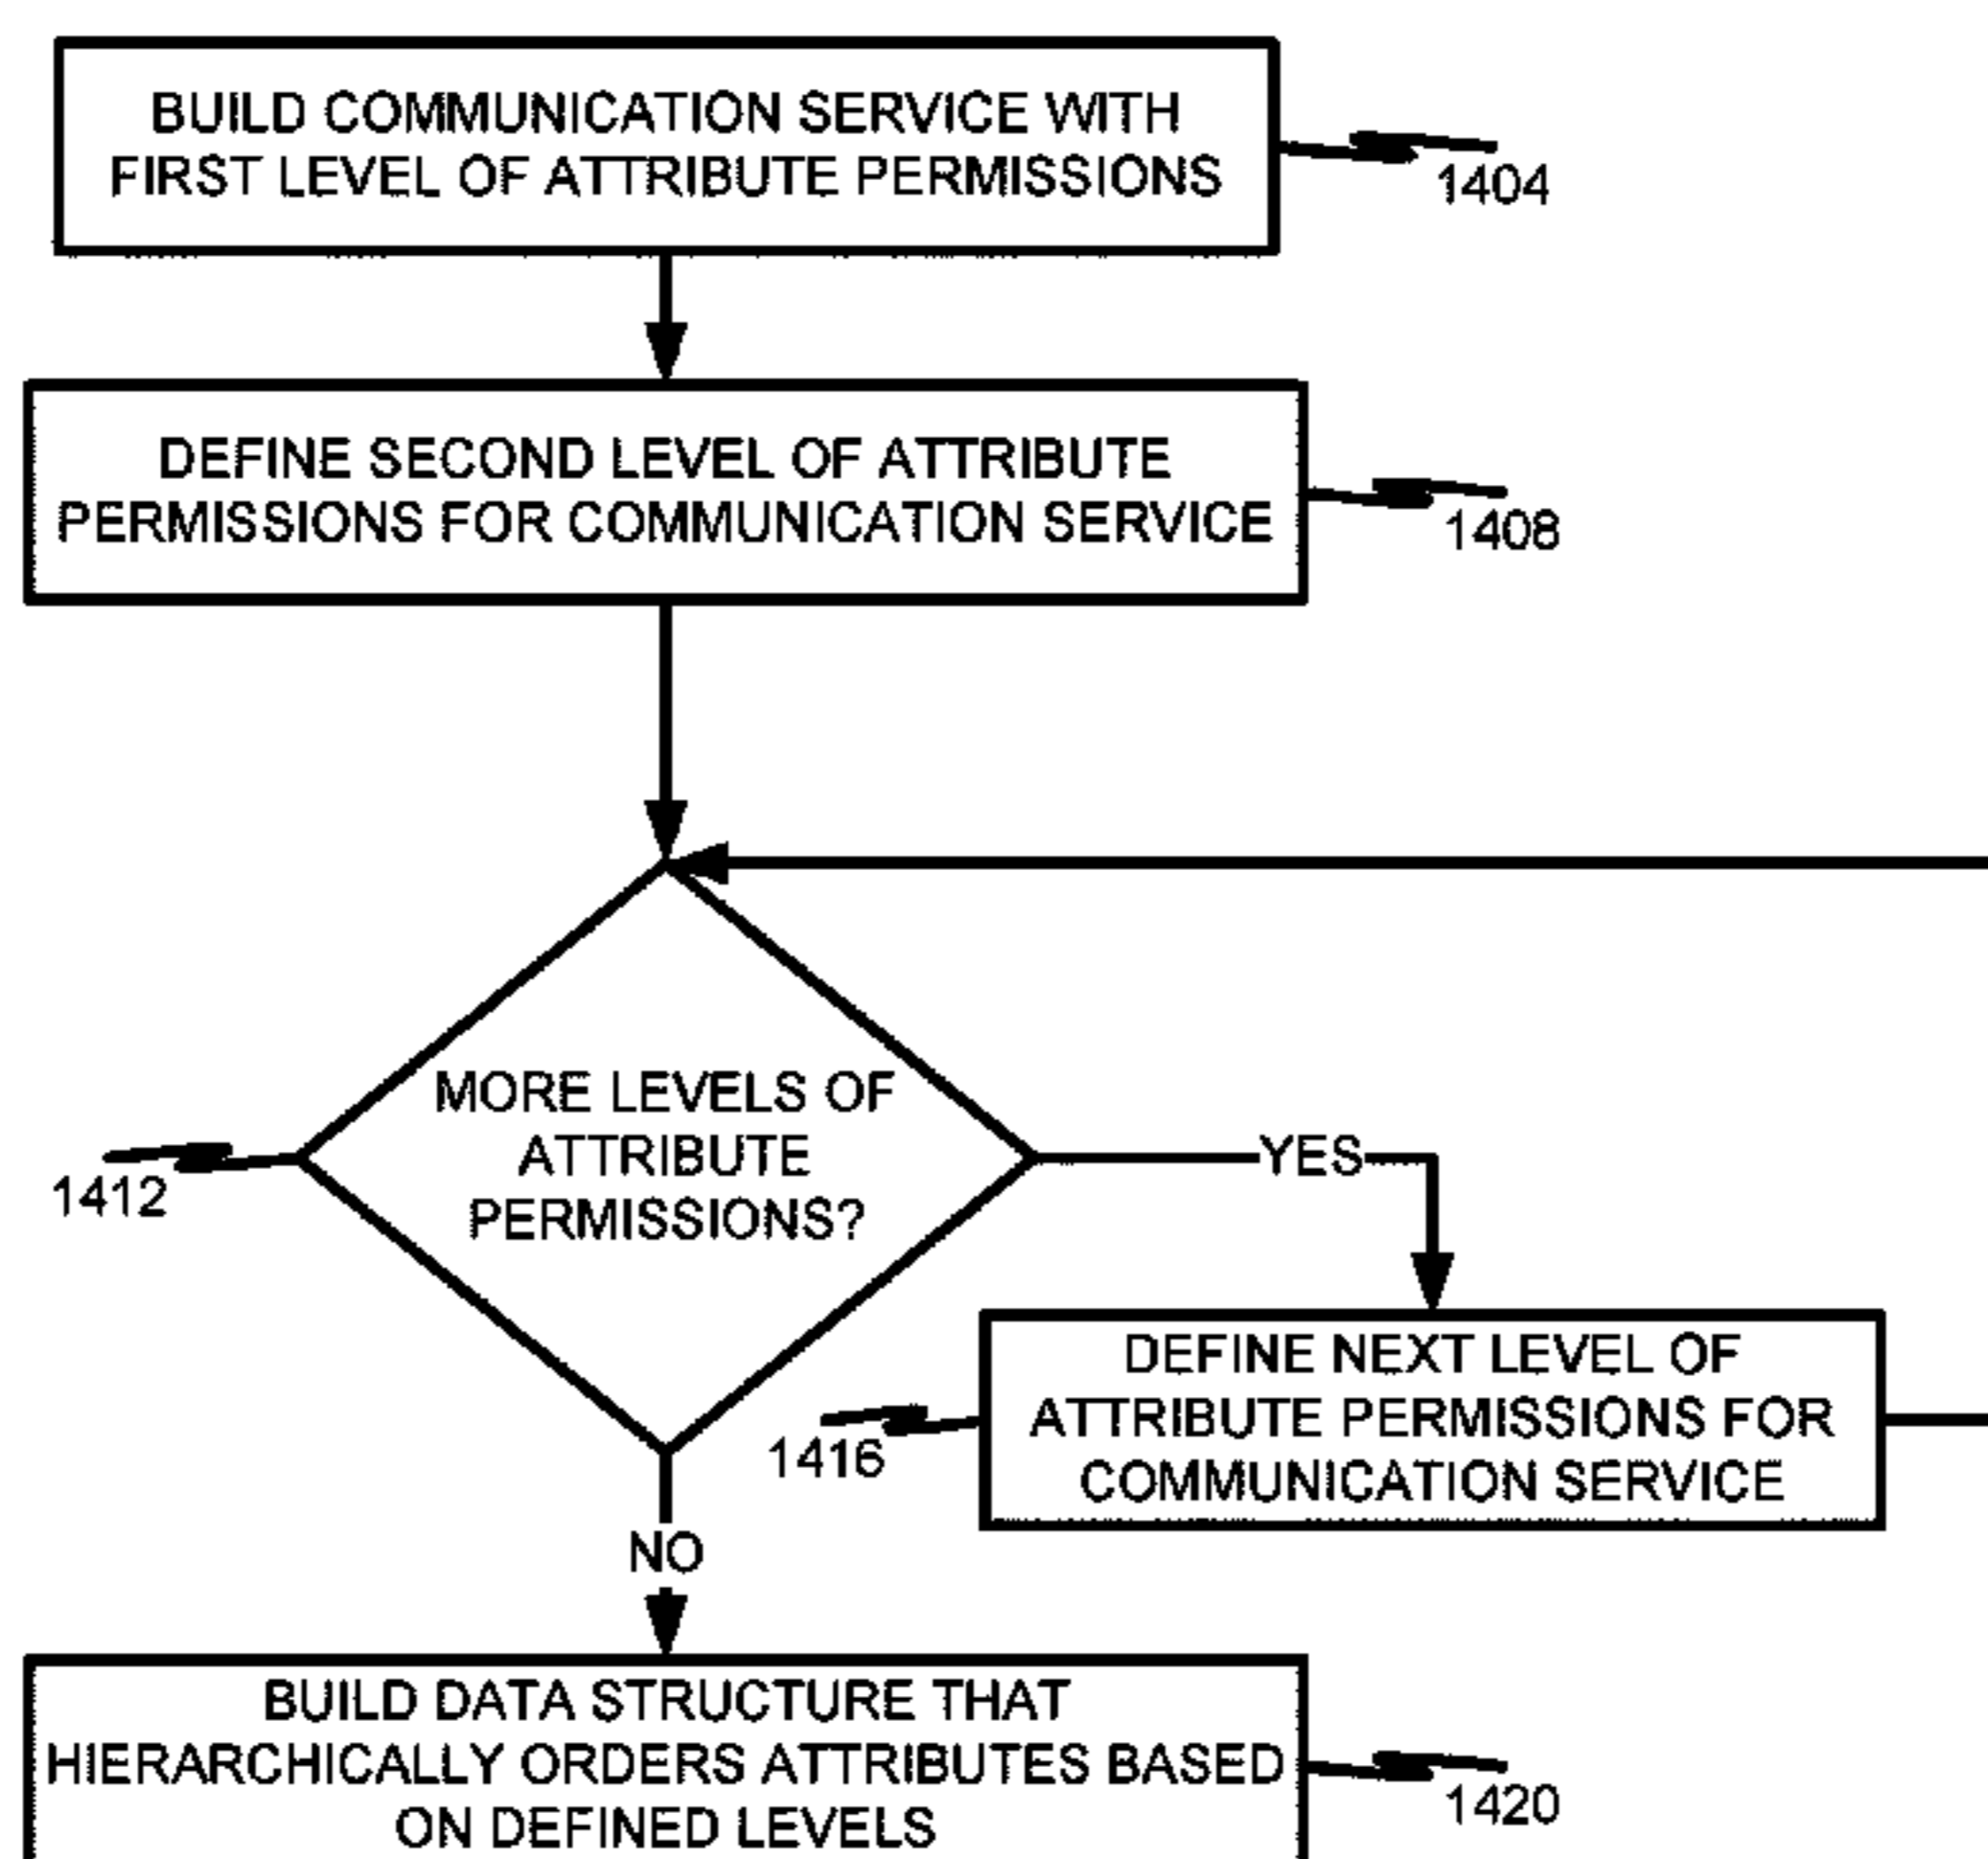 BUILD COMMUNICATION SERVICE WITH
FIRST LEVEL OF ATTRIBUTE PERMISSIONS
1404
DEFINE SECOND LEVEL OF ATTRIBUTE
PERMISSIONS FOR COMMUNICATION SERVICE
1408
MORE LEVELS OF
ATTRIBUTE
PERMISSIONS?
1412
YES
DEFINE NEXT LEVEL OF
ATTRIBUTE PERMISSIONS FOR
COMMUNICATION SERVICE
1416
NO
BUILD DATA STRUCTURE THAT
HIERARCHICALLY ORDERS ATTRIBUTES BASED
ON DEFINED LEVELS
1420